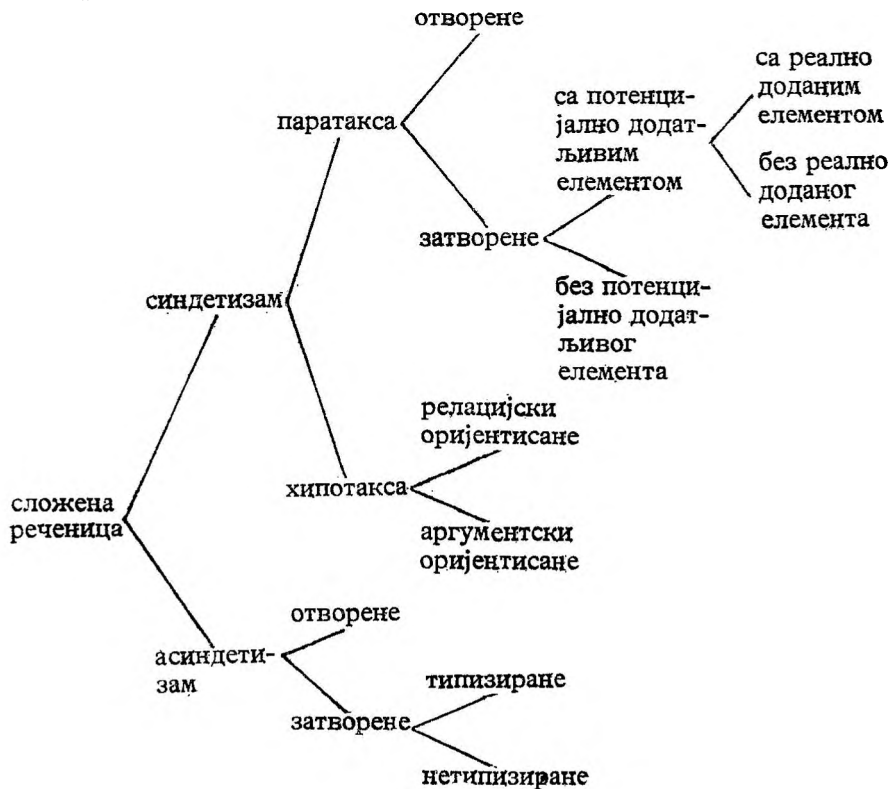 отворене
са реално
доданим
елементом
са потенци-
јално додат-
љивим
елементом
паратакса
без реално
доданог
елемента
затворене
без потенци-
јално додат-
љивог
елемента
синдетизам
релацијски
оријентисане
хипотакса
сложена
реченица
аргументски
оријентисане
отворене
асиндети-
зам
типизиране
затворене
нетипизиране